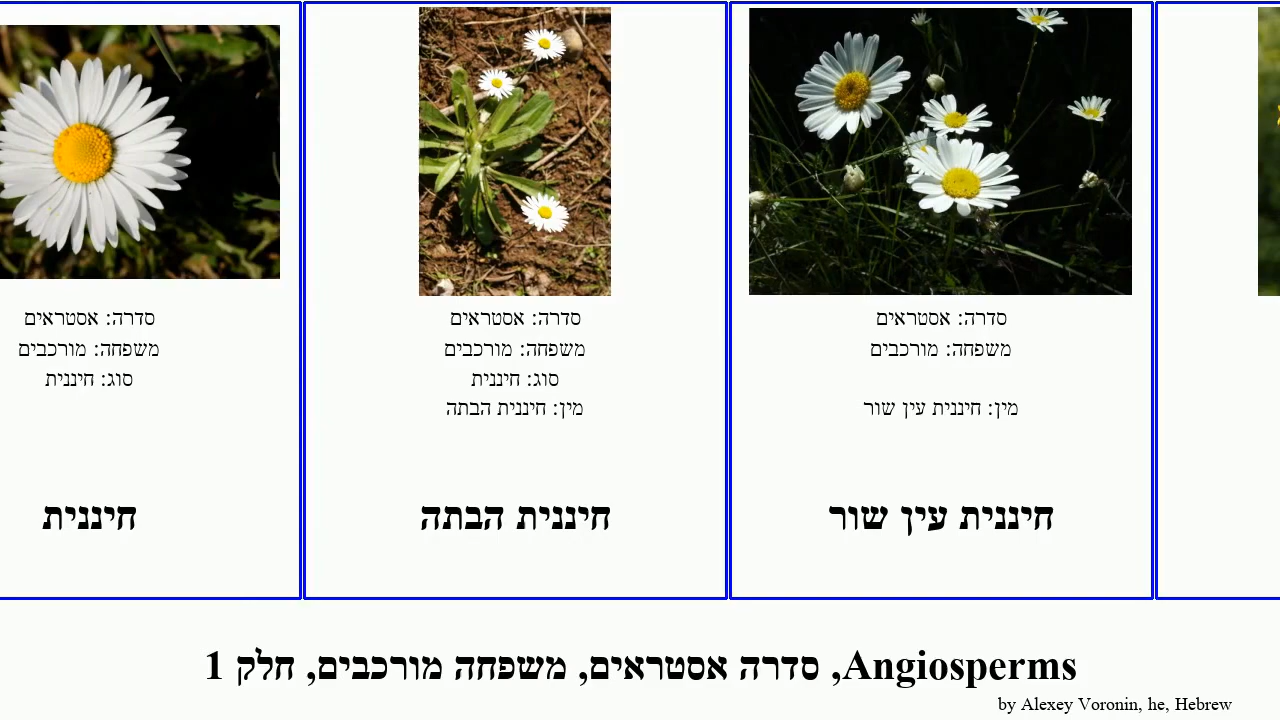 סדרה: אסטראים
משפחה: מורכבים
סוג: חיננית
חיננית
סדרה: אסטראים
משפחה: מורכבים
סוג: חיננית
מין: חיננית הבתה
חיננית הבתה
סדרה: אסטראים
משפחה: מורכבים
מין: חיננית עין שור
חיננית עין שור
Angiosperms, סדרה אסטראים, משפחה מורכבים, חלק 1
by Alexey Voronin, he, Hebrew